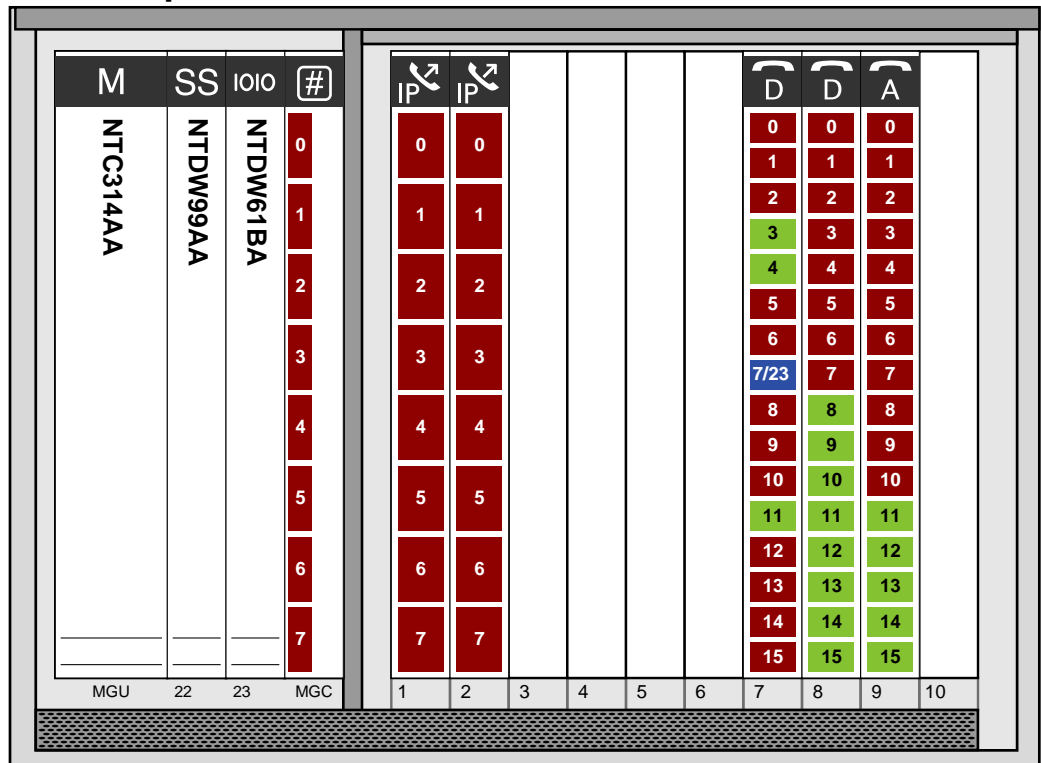 M SS IOIO # IP IP D D A
NTC314AA NTDW99AA NTDW61BA
0 0 0 0 0 0
1 1 1 1 1 1
2 2 2 2 2 2
3 3 3 3 3 3
4 4 4 4 4 4
5 5 5 5 5 5
6 6 6 6 6 6
7 7 7 7/23 7 7
8 8 8
9 9 9
10 10 10
11 11 11
12 12 12
13 13 13
14 14 14
15 15 15
MGU 22 23 MGC 1 2 3 4 5 6 7 8 9 10